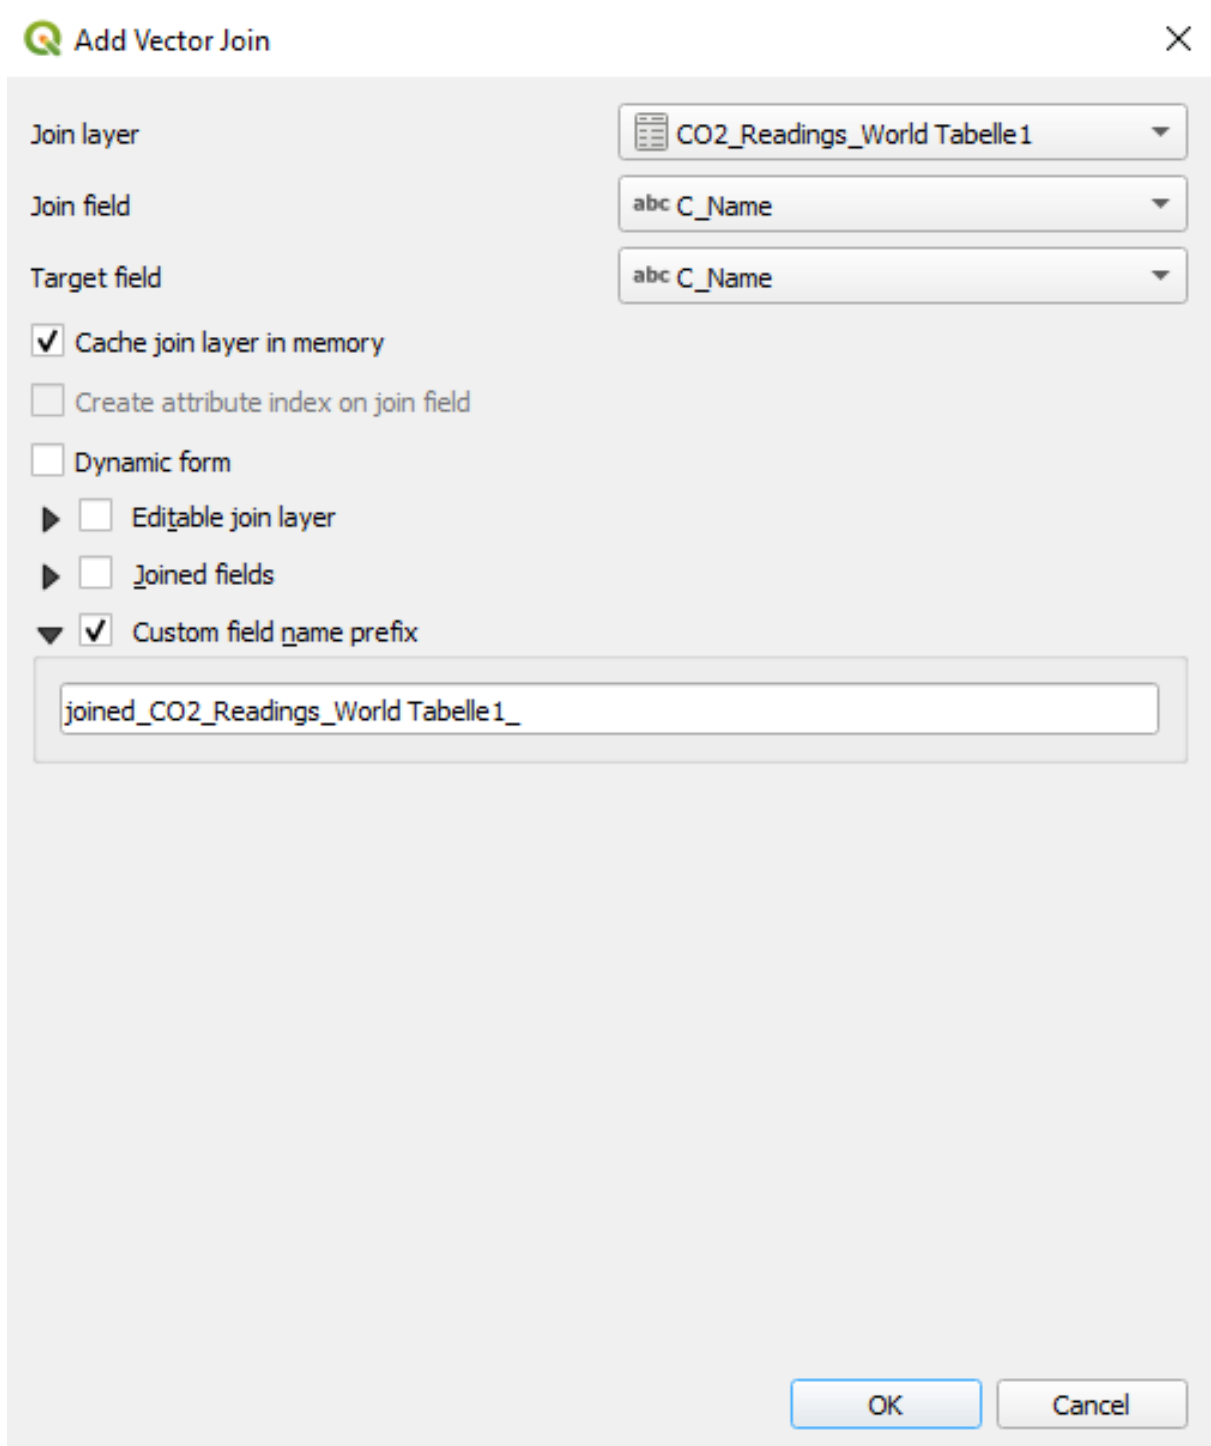 Add Vector Join
Join layer
CO2_Readings_World Tabelle1
Join field
abc C_Name
Target field
abc C_Name
Cache join layer in memory
Create attribute index on join field
Dynamic form
Editable join layer
Joined fields
Custom field name prefix
joined_CO2_Readings_World Tabelle1_
OK
Cancel